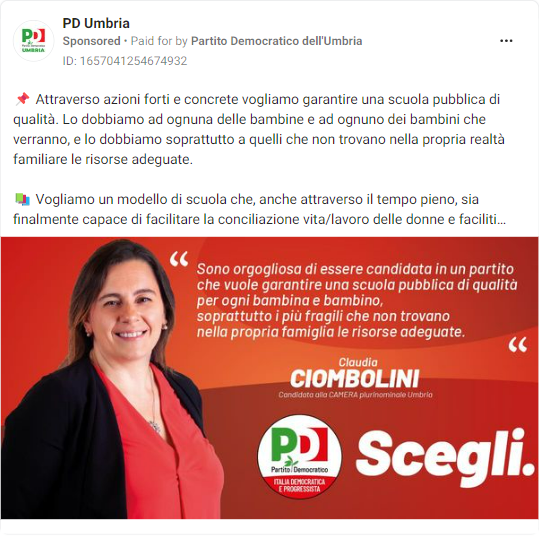 PD Umbria
Sponsored • Paid for by Partito Democratico dell'Umbria
ID: 1657041254674932
📌 Attraverso azioni forti e concrete vogliamo garantire una scuola pubblica di
qualità. Lo dobbiamo ad ognuna delle bambine e ad ognuno dei bambini che
verranno, e lo dobbiamo soprattutto a quelli che non trovano nella propria realtà
familiare le risorse adeguate.
📚 Vogliamo un modello di scuola che, anche attraverso il tempo pieno, sia
finalmente capace di facilitare la conciliazione vita/lavoro delle donne e faciliti...
“ Sono orgogliosa di essere candidata in un partito
che vuole garantire una scuola pubblica di qualità
per ogni bambina e bambino,
soprattutto i più fragili che non trovano
nella propria famiglia le risorse adeguate. “
Claudia
CIOMBOLINI
Candidata alla CAMERA plurinominale Umbria
PD
Partito Democratico
ITALIA DEMOCRATICA
E PROGRESSISTA
Scegli.